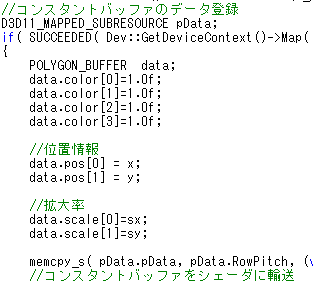 //コンスタントバッファのデータ登録
D3D11_MAPPED_SUBRESOURCE pData;
if( SUCCEEDED( Dev::GetDeviceContext()->Map(
{
POLYGON_BUFFER  data;
data.color[0]=1.0f;
data.color[1]=1.0f;
data.color[2]=1.0f;
data.color[3]=1.0f;
//位置情報
data.pos[0] = x;
data.pos[1] = y;
//拡大率
data.scale[0]=sx;
data.scale[1]=sy;
memcpy_s( pData.pData, pData.RowPitch, (v
//コンスタントバッファをシェーダに輸送